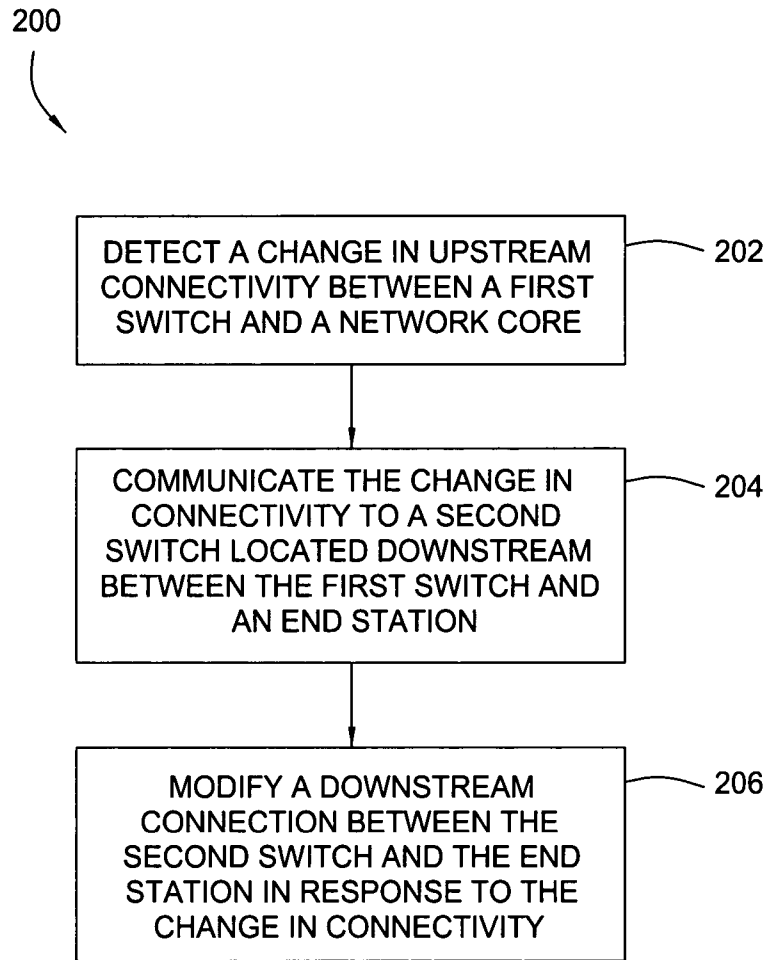 200
DETECT A CHANGE IN UPSTREAM
CONNECTIVITY BETWEEN A FIRST
SWITCH AND A NETWORK CORE
202
COMMUNICATE THE CHANGE IN
CONNECTIVITY TO A SECOND
SWITCH LOCATED DOWNSTREAM
BETWEEN THE FIRST SWITCH AND
AN END STATION
204
MODIFY A DOWNSTREAM
CONNECTION BETWEEN THE
SECOND SWITCH AND THE END
STATION IN RESPONSE TO THE
CHANGE IN CONNECTIVITY
206